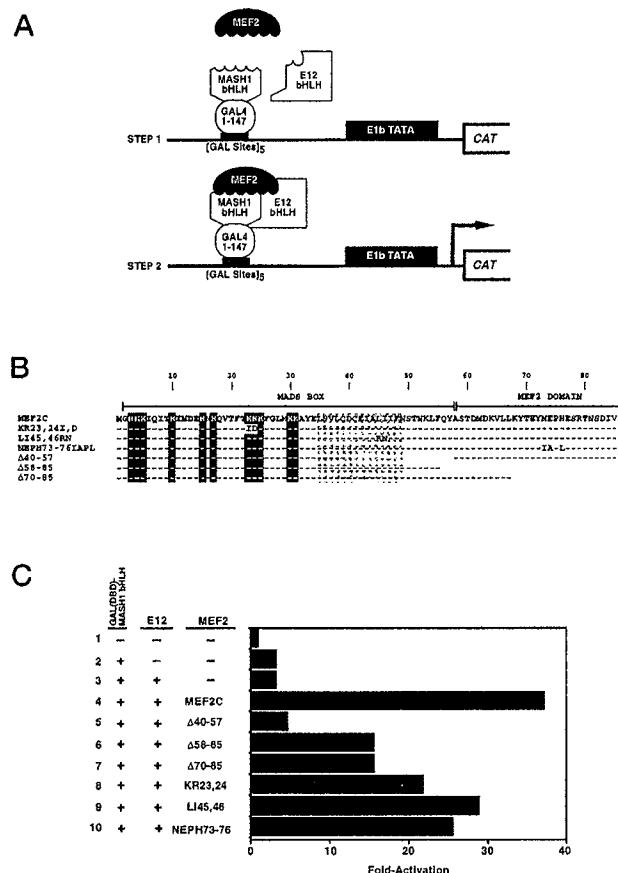 A
MEF2
MASH1
bHLH
E12
bHLH
GAL4
1-147
E1b TATA
CAT
STEP 1
[GAL Sites]5
MEF2
MASH1
bHLH
E12
bHLH
GAL4
1-147
E1b TATA
CAT
STEP 2
[GAL Sites]5
B
10 20 30 40 50 60 70 80
MADS BOX MEF2 DOMAIN
MEF2C
KR23,24I,D ID
LI45,46RN RN
NEPH73-76IAPL IA-L
Δ40-57
Δ58-85
Δ70-85
C
GAL(DBD)-
MASH1 bHLH
E12 MEF2
1 − − −
2 + − −
3 + + −
4 + + MEF2C
5 + + Δ40-57
6 + + Δ58-85
7 + + Δ70-85
8 + + KR23,24
9 + + LI45,46
10 + + NEPH73-76
0 10 20 30 40
Fold-Activation